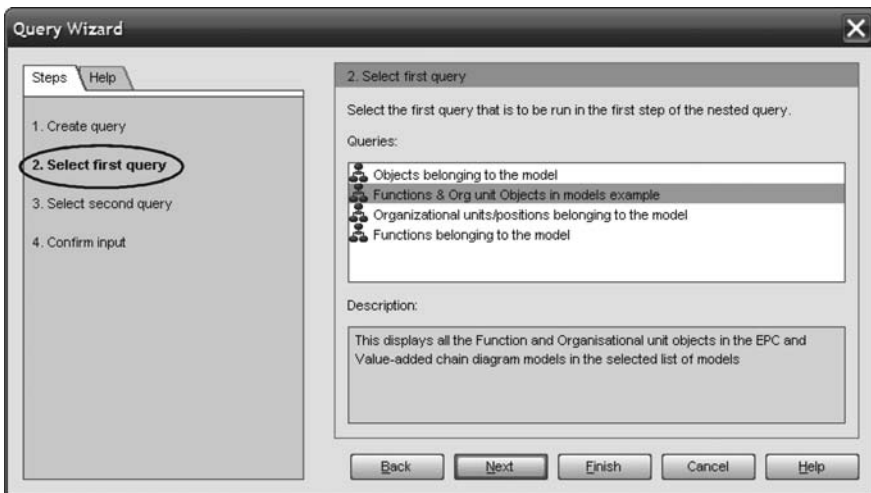 Query Wizard
Steps
Help
1. Create query
2. Select first query
3. Select second query
4. Confirm input
2. Select first query
Select the first query that is to be run in the first step of the nested query.
Queries:
Objects belonging to the model
Functions & Org unit Objects in models example
Organizational units/positions belonging to the model
Functions belonging to the model
Description:
This displays all the Function and Organisational unit objects in the EPC and
Value-added chain diagram models in the selected list of models
Back
Next
Finish
Cancel
Help